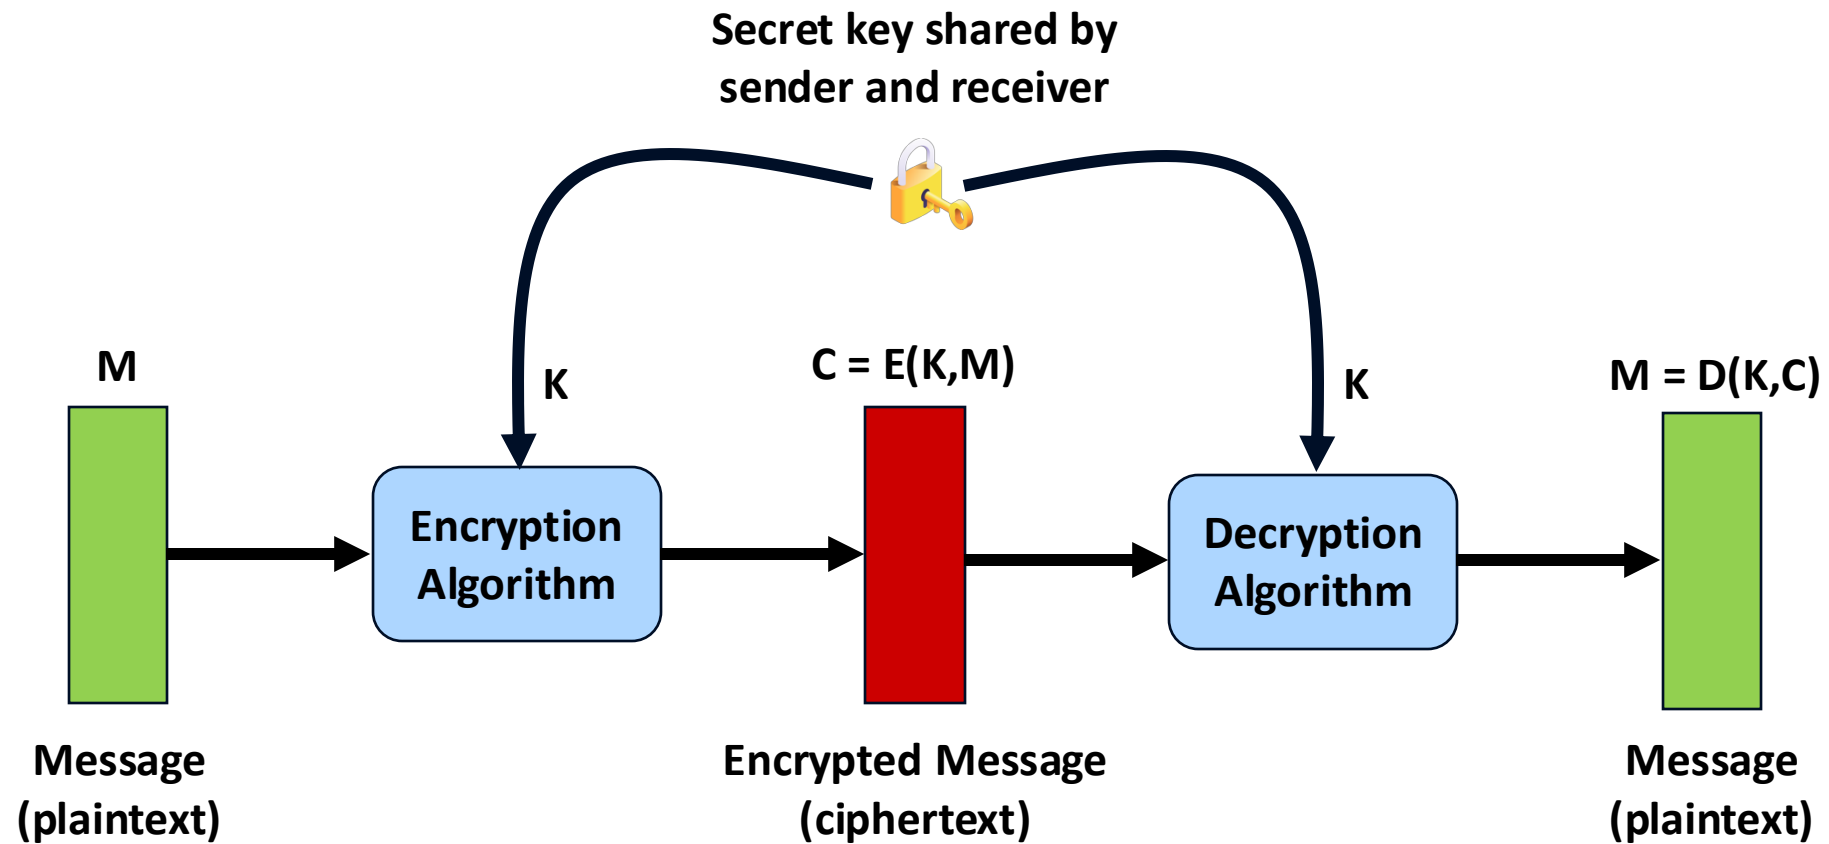 Secret key shared by
sender and receiver
M
K
C = E(K,M)
K
M = D(K,C)
Encryption
Algorithm
Decryption
Algorithm
Message
(plaintext)
Encrypted Message
(ciphertext)
Message
(plaintext)